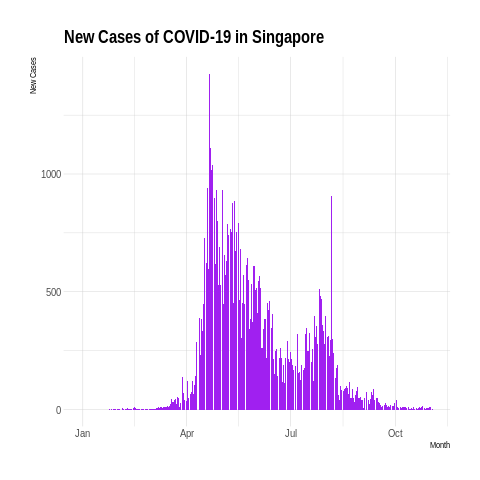 New Cases of COVID-19 in Singapore
New Cases
1000
500
0
Jan Apr Jul Oct
Month